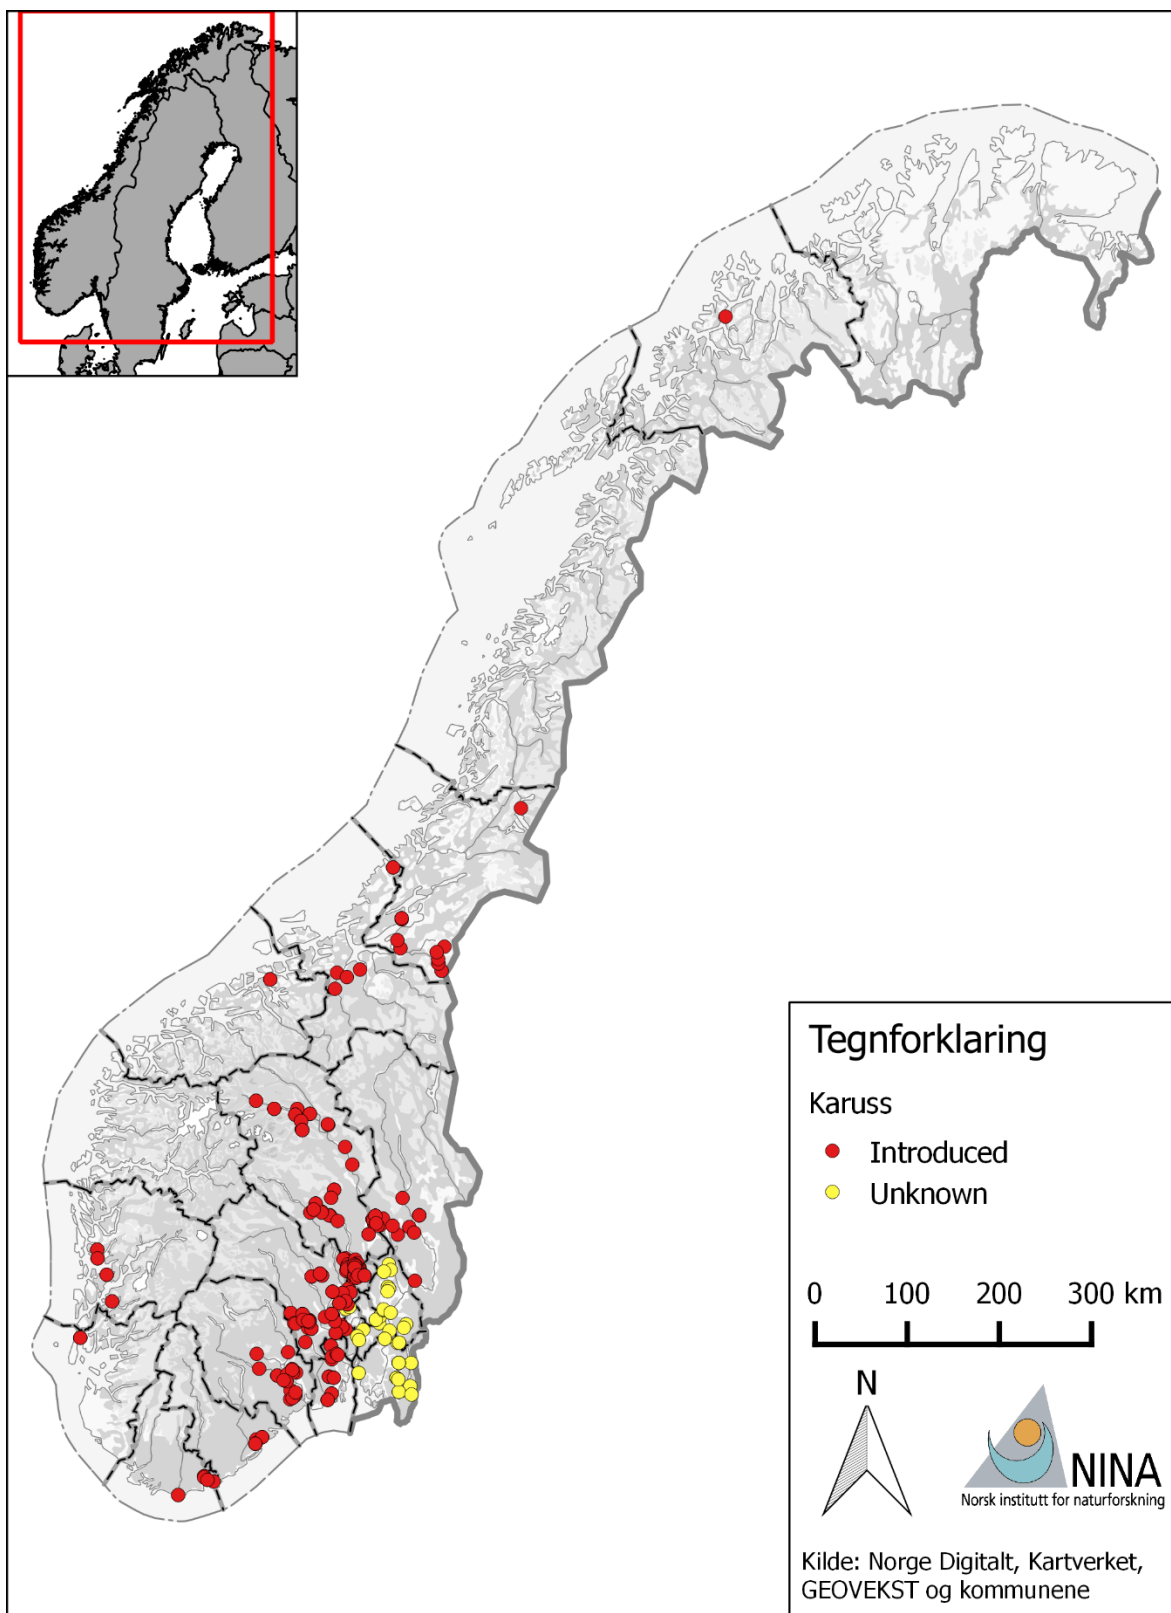 Tegnforklaring
Karuss
Introduced
Unknown
0 100 200 300 km
N
NINA
Norsk institutt for naturforskning
Kilde: Norge Digitalt, Kartverket,
GEOVEKST og kommunene